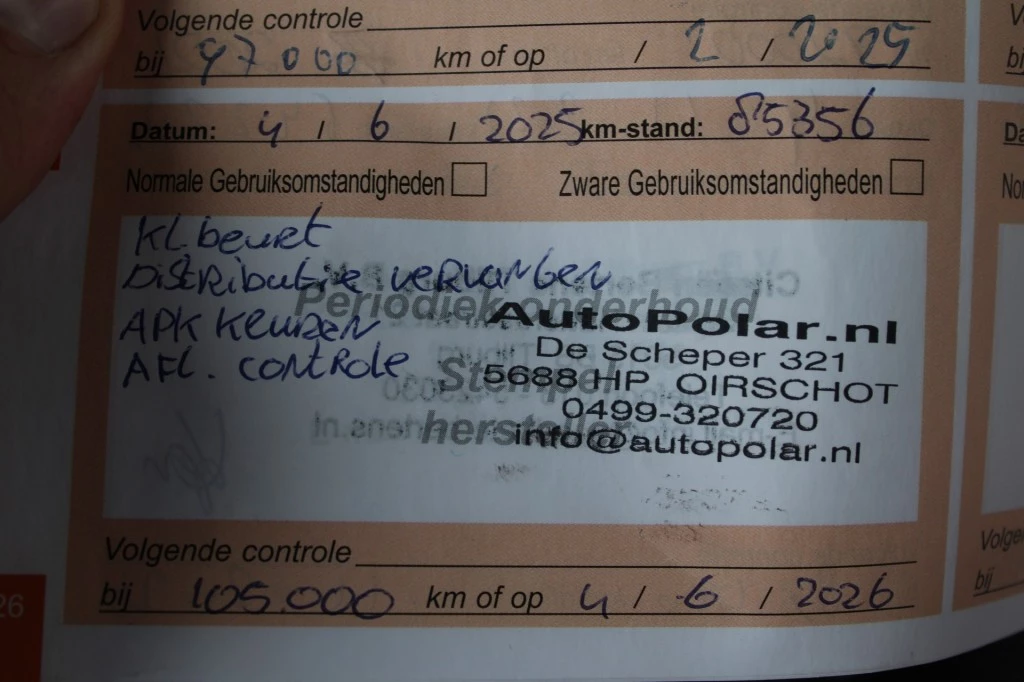 Volgende controle
bij 97000 km of op / 2 / 2025
Datum: 4 / 6 / 2025 km-stand: 85356
Normale Gebruiksomstandigheden Zware Gebruiksomstandigheden
KL beurt
Distributie vervangen
APK Keuren
AFL. controle
Periodiek onderhoud
Stempel
hersteller
AutoPolar.nl
De Scheper 321
5688 HP OIRSCHOT
0499-320720
info@autopolar.nl
Volgende controle
bij 105.000 km of op 4 / 6 / 2026
26